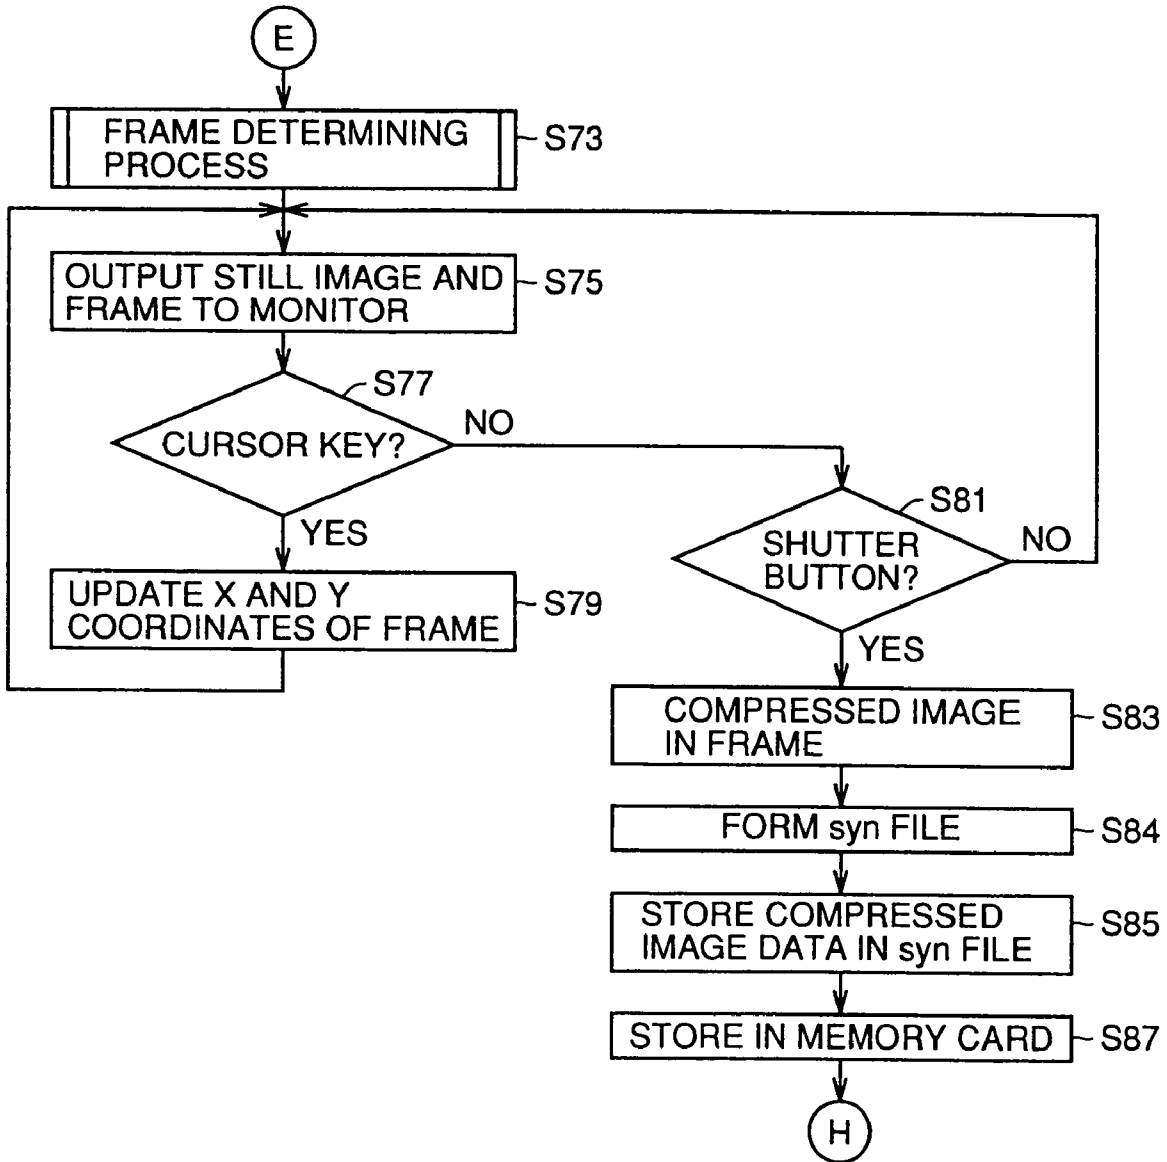 E
FRAME DETERMINING
PROCESS
S73
OUTPUT STILL IMAGE AND
FRAME TO MONITOR
S75
S77
CURSOR KEY?
NO
YES
UPDATE X AND Y
COORDINATES OF FRAME
S79
S81
SHUTTER
BUTTON?
NO
YES
COMPRESSED IMAGE
IN FRAME
S83
FORM syn FILE
S84
STORE COMPRESSED
IMAGE DATA IN syn FILE
S85
STORE IN MEMORY CARD
S87
H